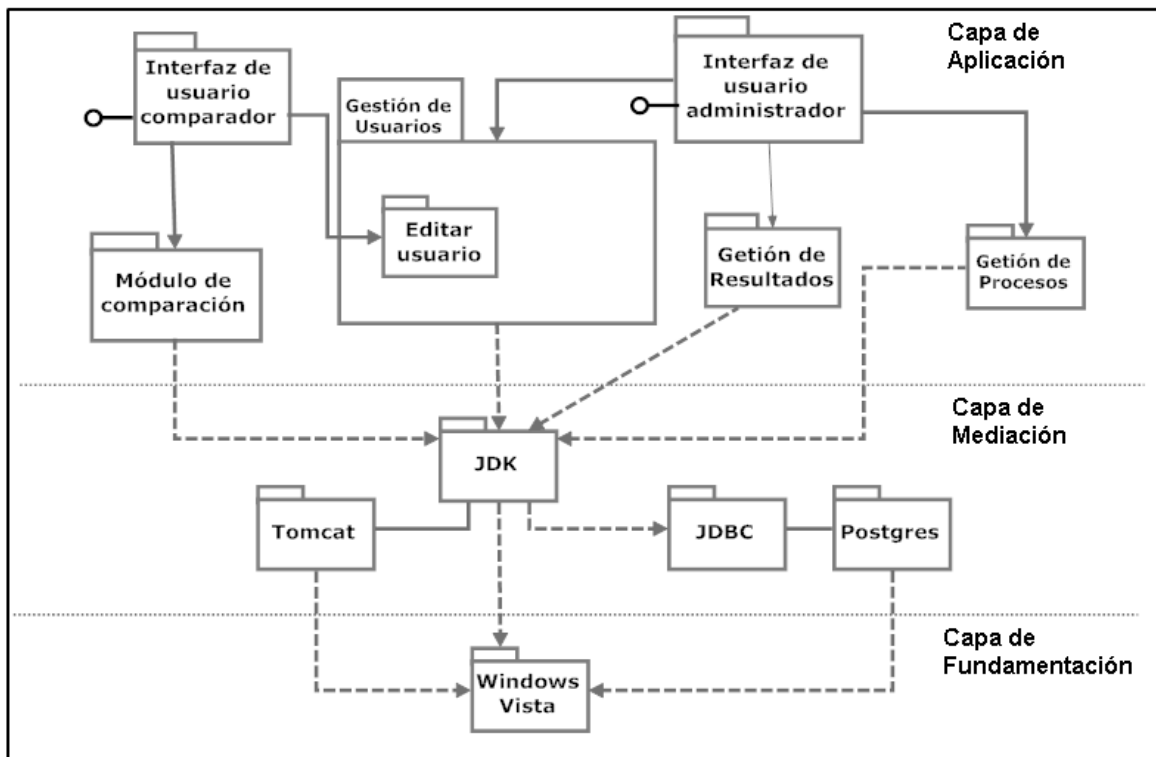 Capa de
Aplicación
Interfaz de
usuario
comparador
Interfaz de
usuario
administrador
Gestión de
Usuarios
Editar
usuario
Módulo de
comparación
Getión de
Resultados
Getión de
Procesos
Capa de
Mediación
JDK
Tomcat
JDBC
Postgres
Capa de
Fundamentación
Windows
Vista